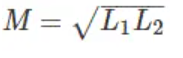 M = √(L₁L₂)